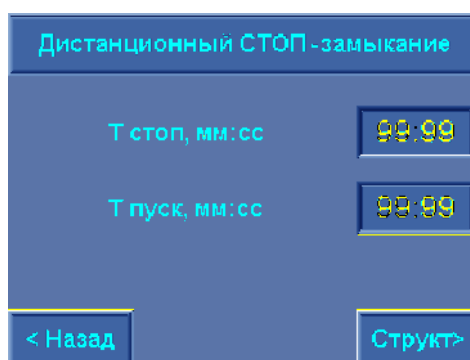 Дистанционный СТОП-замыкание
Т стоп, мм:сс 99:99
Т пуск, мм:сс 99:99
< Назад Структ>